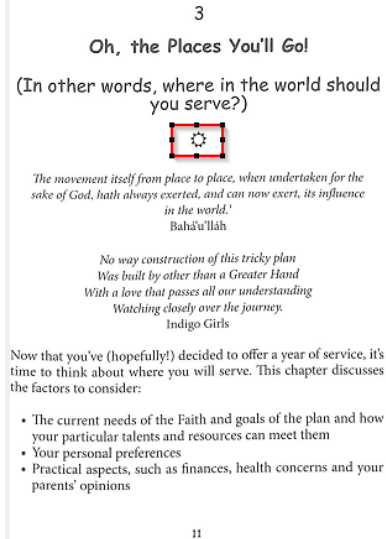 3
Oh, the Places You'll Go!
(In other words, where in the world should
you serve?)
'The movement itself from place to place, when undertaken for the
sake of God, hath always exerted, and can now exert, its influence
in the world.'
Bahá'u'lláh
No way construction of this tricky plan
Was built by other than a Greater Hand
With a love that passes all our understanding
Watching closely over the journey.
Indigo Girls
Now that you've (hopefully!) decided to offer a year of service, it's
time to think about where you will serve. This chapter discusses
the factors to consider:
• The current needs of the Faith and goals of the plan and how
your particular talents and resources can meet them
• Your personal preferences
• Practical aspects, such as finances, health concerns and your
parents' opinions
11